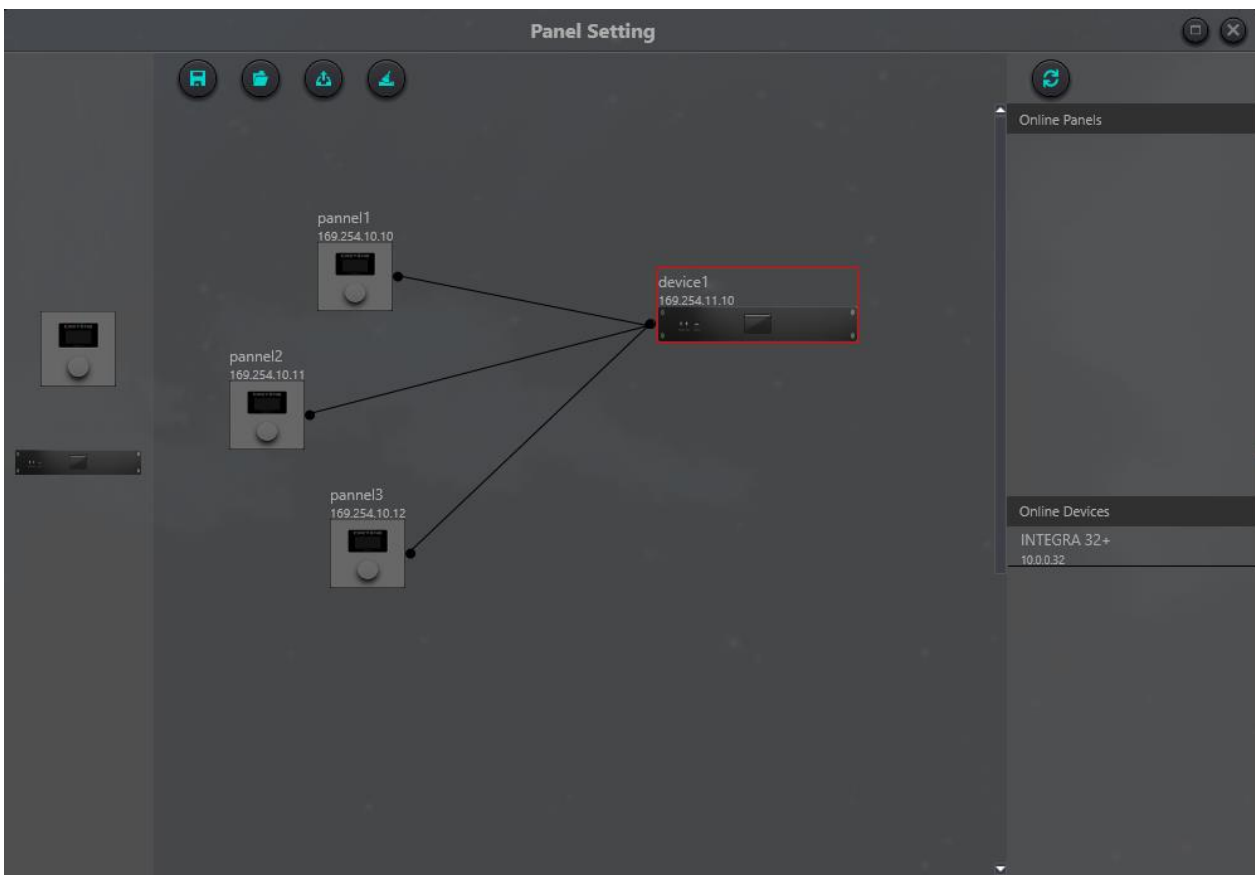 Panel Setting
Online Panels
pannel1
169.254.10.10
device1
169.254.11.10
pannel2
169.254.10.11
pannel3
169.254.10.12
Online Devices
INTEGRA 32+
10.0.0.32